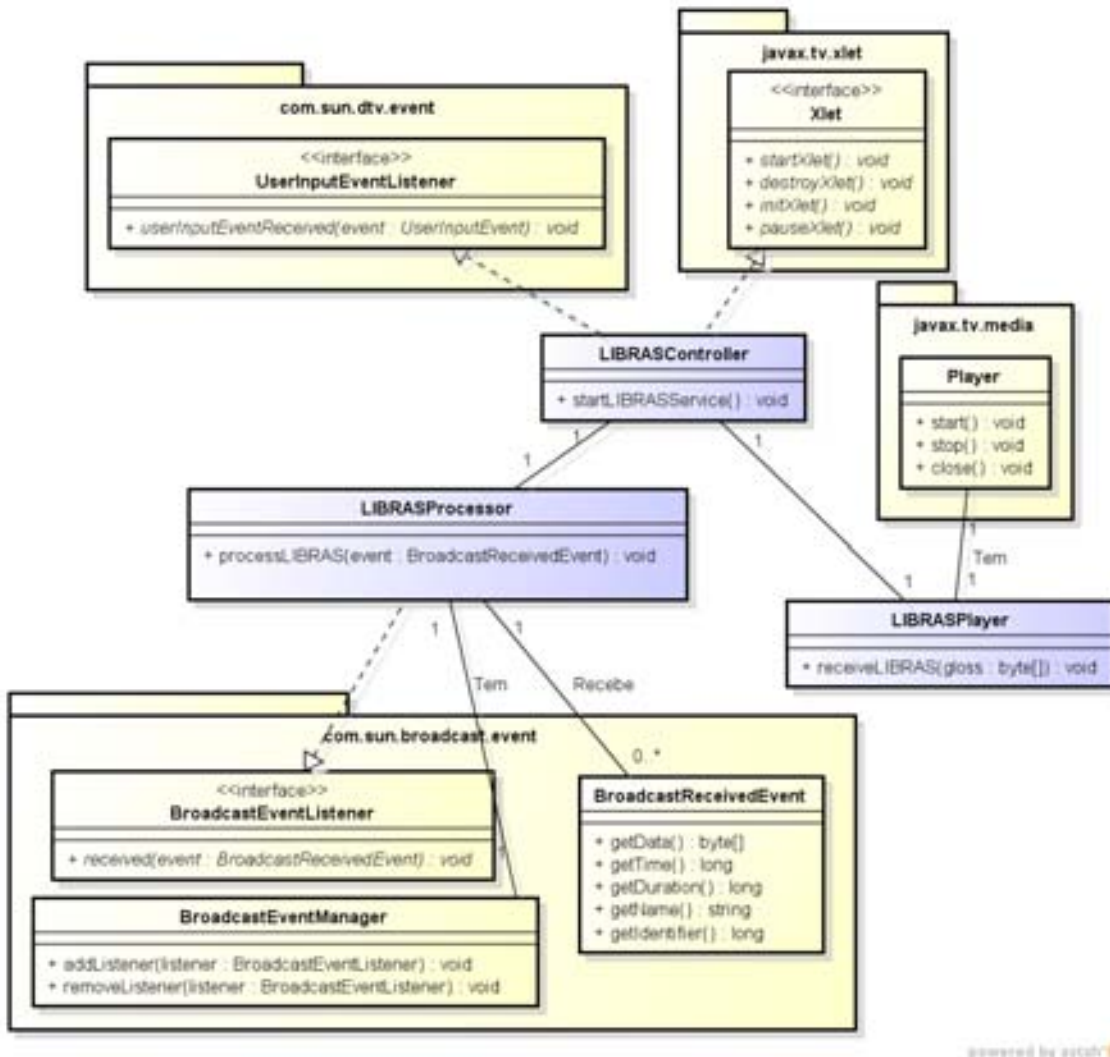 javax.tv.xlet
<<interface>>
Xlet
+ startXlet() : void
+ destroyXlet() : void
+ initXlet() : void
+ pauseXlet() : void
com.sun.dtv.event
<<interface>>
UserInputEventListener
+ userInputEventReceived(event : UserInputEvent) : void
javax.tv.media
Player
+ start() : void
+ stop() : void
+ close() : void
LIBRASController
+ startLIBRASService() : void
1
1
1
1
1
Tem
1
LIBRASProcessor
+ processLIBRAS(event : BroadcastReceivedEvent) : void
LIBRASPlayer
+ receiveLIBRAS(gloss : byte[]) : void
1
1
Tem
Recebe
0..*
com.sun.broadcast.event
<<interface>>
BroadcastEventListener
+ received(event : BroadcastReceivedEvent) : void
BroadcastEventManager
+ addListener(listener : BroadcastEventListener) : void
+ removeListener(listener : BroadcastEventListener) : void
BroadcastReceivedEvent
+ getData() : byte[]
+ getTime() : long
+ getDuration() : long
+ getName() : string
+ getIdentifier() : long
powered by astah